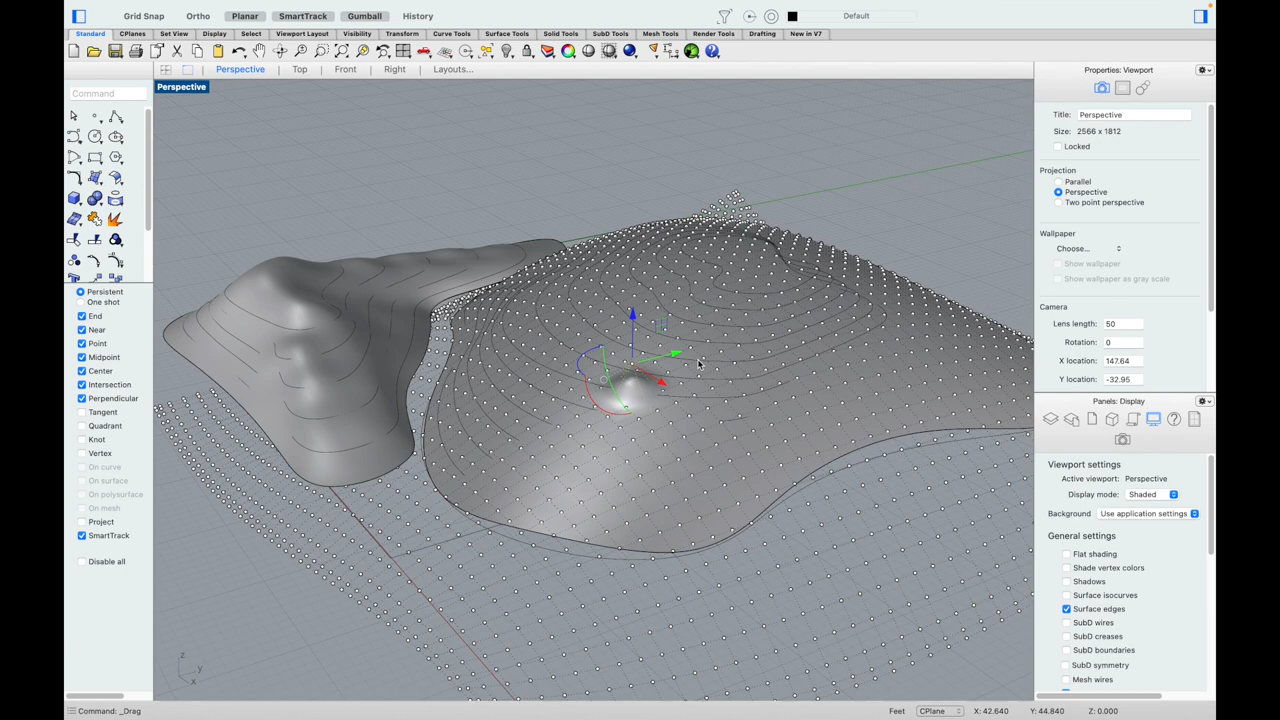 Grid Snap Ortho Planar SmartTrack Gumball History Default
Standard CPlanes Set View Display Select Viewport Layout Visibility Transform Curve Tools Surface Tools Solid Tools SubD Tools Mesh Tools Render Tools Drafting New in V7
Perspective Top Front Right Layouts...
Perspective
Command
Persistent
One shot
End
Near
Point
Midpoint
Center
Intersection
Perpendicular
Tangent
Quadrant
Knot
Vertex
On curve
On surface
On polysurface
On mesh
Project
SmartTrack
Disable all
z
y
x
Properties: Viewport
Title: Perspective
Size: 2566 x 1812
Locked
Projection
Parallel
Perspective
Two point perspective
Wallpaper
Choose...
Show wallpaper
Show wallpaper as gray scale
Camera
Lens length: 50
Rotation: 0
X location: 147.64
Y location: -32.95
Panels: Display
Viewport settings
Active viewport: Perspective
Display mode: Shaded
Background: Use application settings
General settings
Flat shading
Shade vertex colors
Shadows
Surface isocurves
Surface edges
SubD wires
SubD creases
SubD boundaries
SubD symmetry
Mesh wires
Command: _Drag
Feet CPlane X: 42.640 Y: 44.840 Z: 0.000